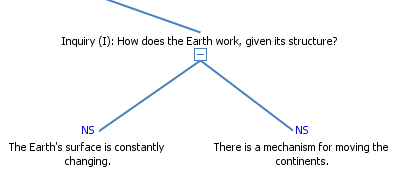 Inquiry (I): How does the Earth work, given its structure?
NS
NS
The Earth's surface is constantly
changing.
There is a mechanism for moving the
continents.